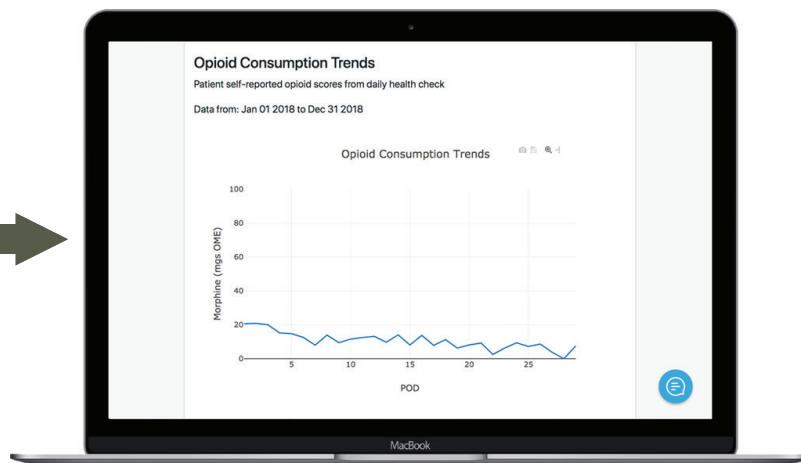 Opioid Consumption Trends
Patient self-reported opioid scores from daily health check
Data from: Jan 01 2018 to Dec 31 2018
Opioid Consumption Trends
100
80
60
40
20
0
Morphine (mgs OME)
5 10 15 20 25
POD
MacBook